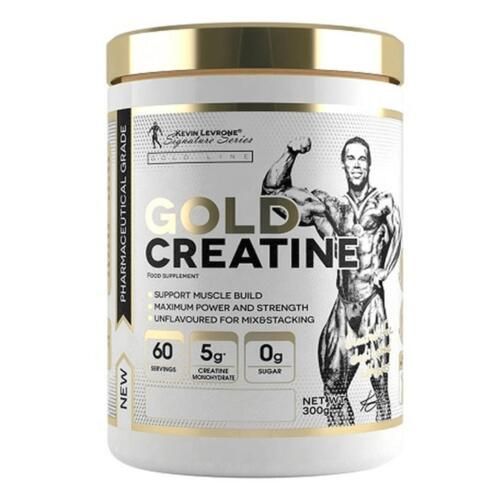 KEVIN LEVRONE®
Signature Series
GOLD LINE
GOLD
CREATINE
FOOD SUPPLEMENT
• SUPPORT MUSCLE BUILD
• MAXIMUM POWER AND STRENGTH
• UNFLAVOURED FOR MIX&STACKING
60
SERVINGS
5g*
CREATINE
MONOHYDRATE
0g
SUGAR
NET WT.
300g
PHARMACEUTICAL GRADE
NEW